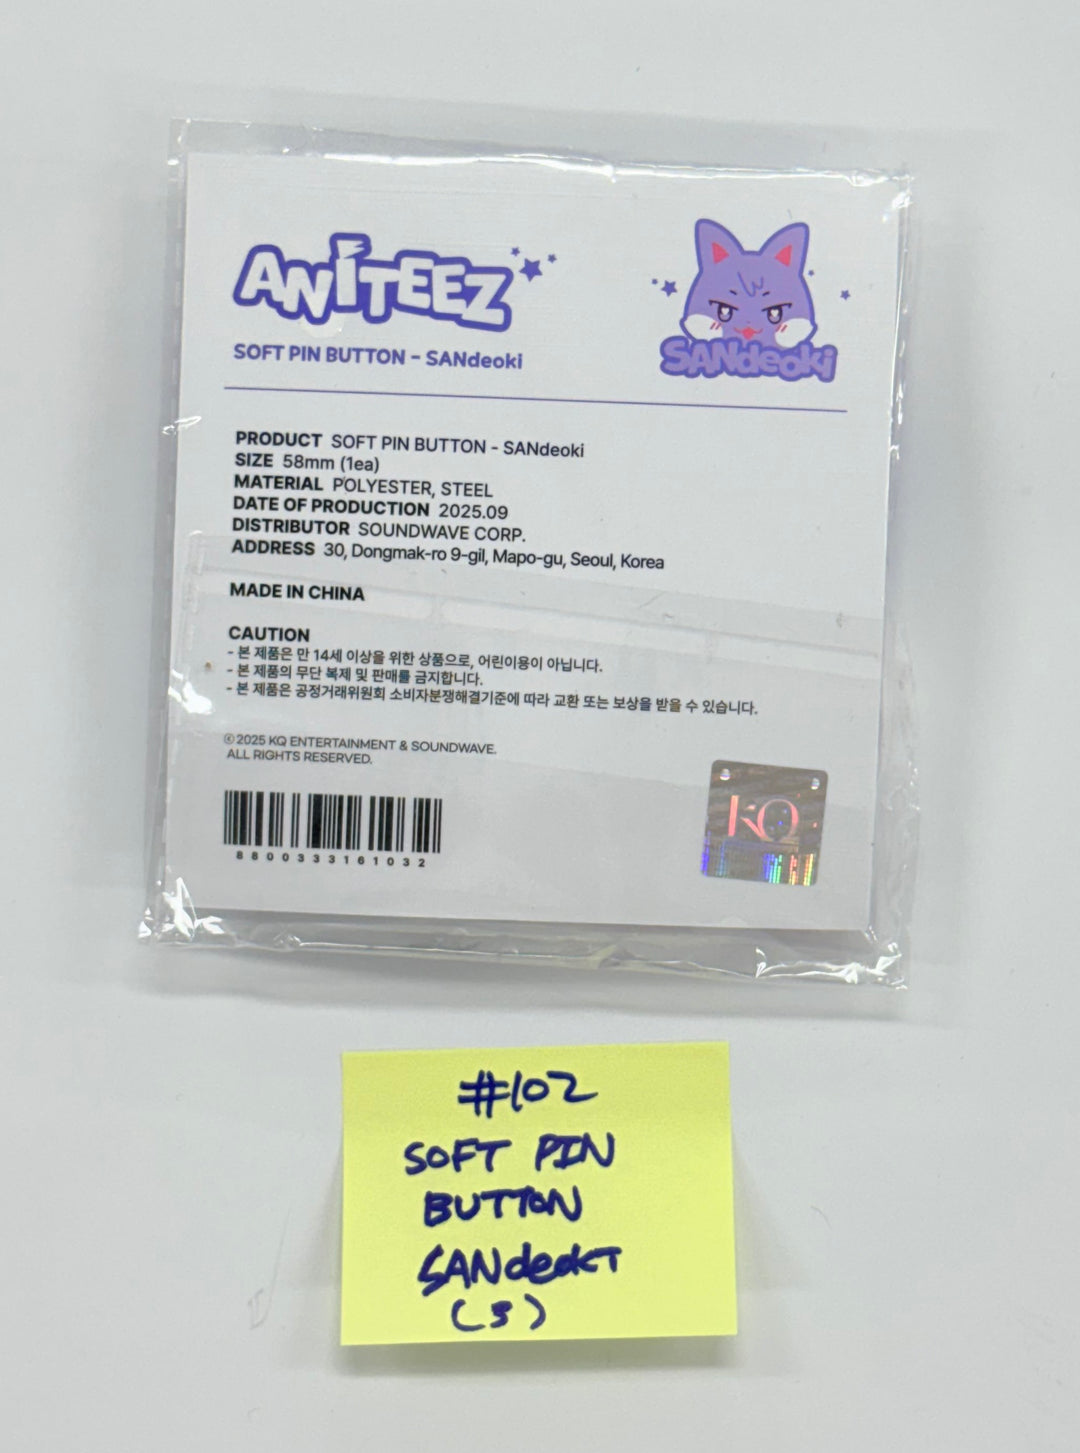 ANITEEZ
SOFT PIN BUTTON - SANdeoki
SANdeoki
PRODUCT SOFT PIN BUTTON - SANdeoki
SIZE 58mm (1ea)
MATERIAL POLYESTER, STEEL
DATE OF PRODUCTION 2025.09
DISTRIBUTOR SOUNDWAVE CORP.
ADDRESS 30, Dongmak-ro 9-gil, Mapo-gu, Seoul, Korea
MADE IN CHINA
CAUTION
- 본 제품은 만 14세 이상을 위한 상품으로, 어린이용이 아닙니다.
- 본 제품의 무단 복제 및 판매를 금지합니다.
- 본 제품은 공정거래위원회 소비자분쟁해결기준에 따라 교환 또는 보상을 받을 수 있습니다.
ⓒ2025 KQ ENTERTAINMENT & SOUNDWAVE.
ALL RIGHTS RESERVED.
8800333161032
KQ
#102
SOFT PIN
BUTTON
SANdeokI
(3)